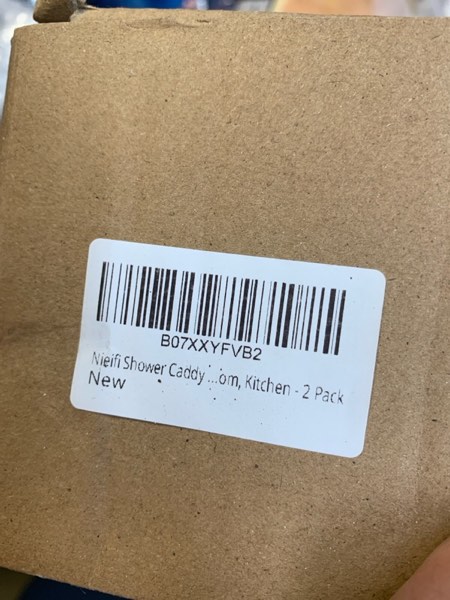 B07XXYFVB2
Nieifi Shower Caddy ...om, Kitchen - 2 Pack
New